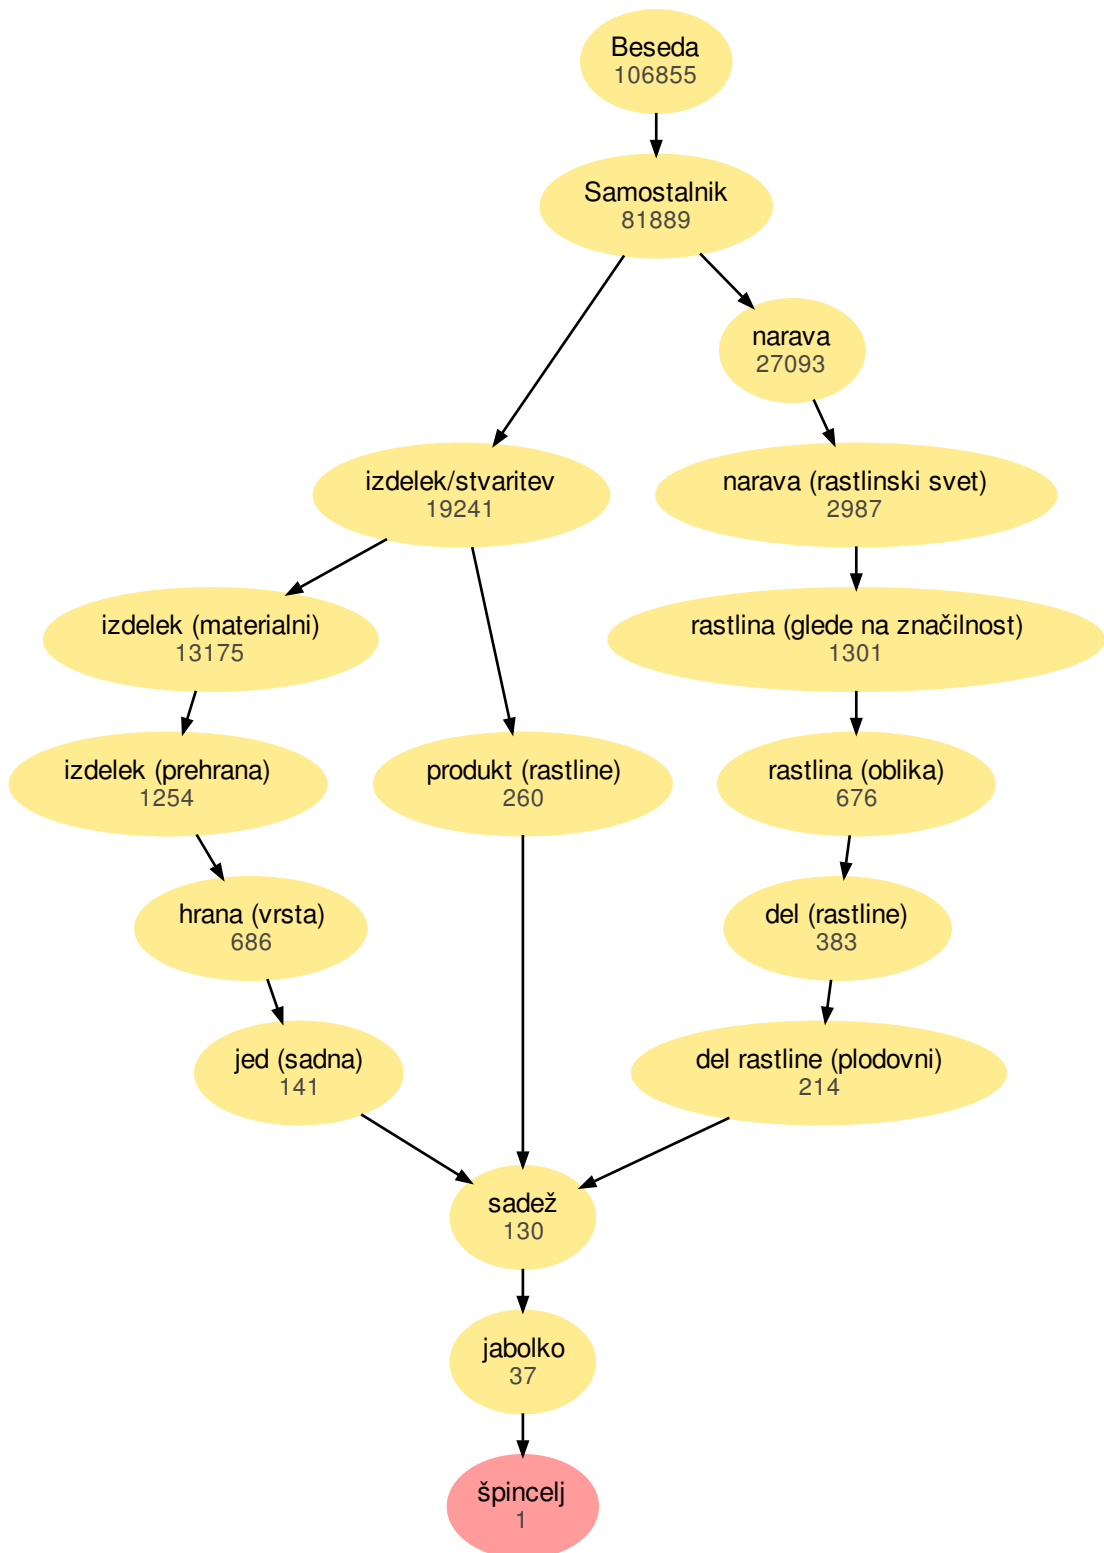 Beseda
106855
Samostalnik
81889
narava
27093
izdelek/stvaritev
19241
narava (rastlinski svet)
2987
izdelek (materialni)
13175
rastlina (glede na značilnost)
1301
izdelek (prehrana)
1254
produkt (rastline)
260
rastlina (oblika)
676
hrana (vrsta)
686
del (rastline)
383
jed (sadna)
141
del rastline (plodovni)
214
sadež
130
jabolko
37
špincelj
1